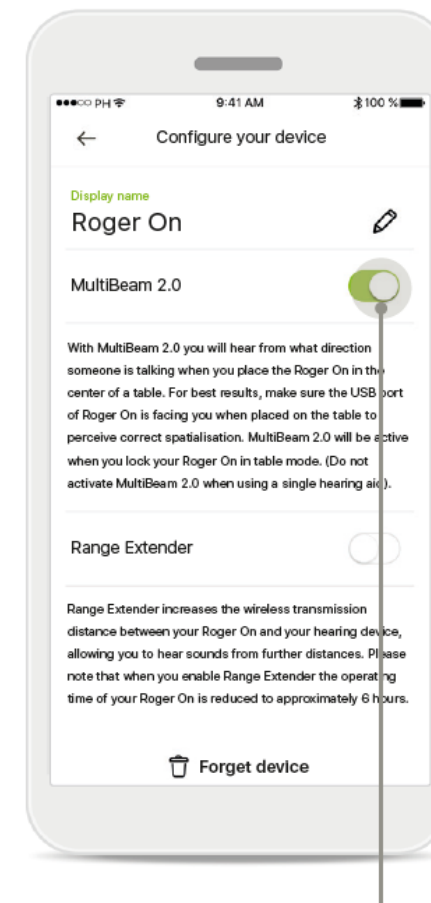 ●●●○○ PH 9:41 AM 100 %
Configure your device
Display name
Roger On
MultiBeam 2.0
With MultiBeam 2.0 you will hear from what direction
someone is talking when you place the Roger On in the
center of a table. For best results, make sure the USB port
of Roger On is facing you when placed on the table to
perceive correct spatialisation. MultiBeam 2.0 will be active
when you lock your Roger On in table mode. (Do not
activate MultiBeam 2.0 when using a single hearing aid).
Range Extender
Range Extender increases the wireless transmission
distance between your Roger On and your hearing device,
allowing you to hear sounds from further distances. Please
note that when you enable Range Extender the operating
time of your Roger On is reduced to approximately 6 hours.
Forget device